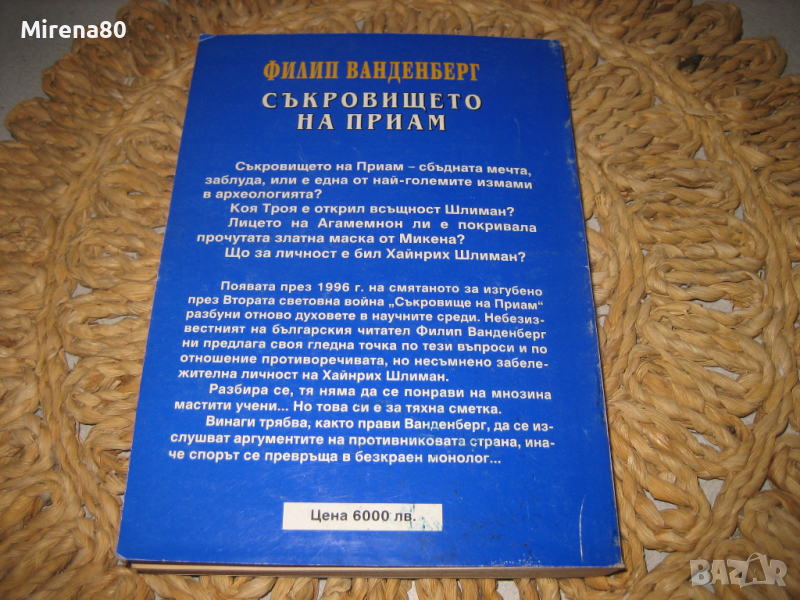 Mirena80
ФИЛИП ВАНДЕНБЕРГ
СЪКРОВИЩЕТО
НА ПРИАМ
Съкровището на Приам – сбъдната мечта,
заблуда, или е една от най-големите измами
в археологията?
Коя Троя е открил всъщност Шлиман?
Лицето на Агамемнон ли е покривала
прочутата златна маска от Микена?
Що за личност е бил Хайнрих Шлиман?
Появата през 1996 г. на смятаното за изгубено
през Втората световна война „Съкровище на Приам“
разбуни отново духовете в научните среди. Небезиз-
вестният на българския читател Филип Ванденберг
ни предлага своя гледна точка по тези въпроси и по
отношение противоречивата, но несъмнено забеле-
жителна личност на Хайнрих Шлиман.
Разбира се, тя няма да се понрави на мнозина
мастити учени... Но това си е за тяхна сметка.
Винаги трябва, както прави Ванденберг, да се из-
слушват аргументите на противниковата страна, ина-
че спорът се превръща в безкраен монолог...
Цена 6000 лв.
BAZAR